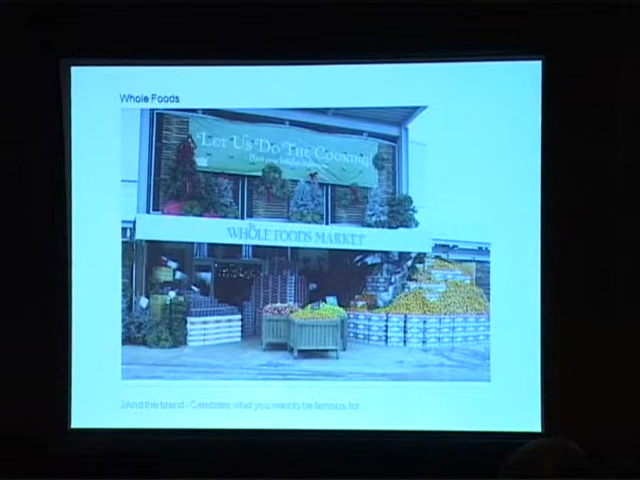 Whole Foods
LET US DO THE COOKING
WHOLE FOODS MARKET
And the brand - Celebrate what you want to be famous for